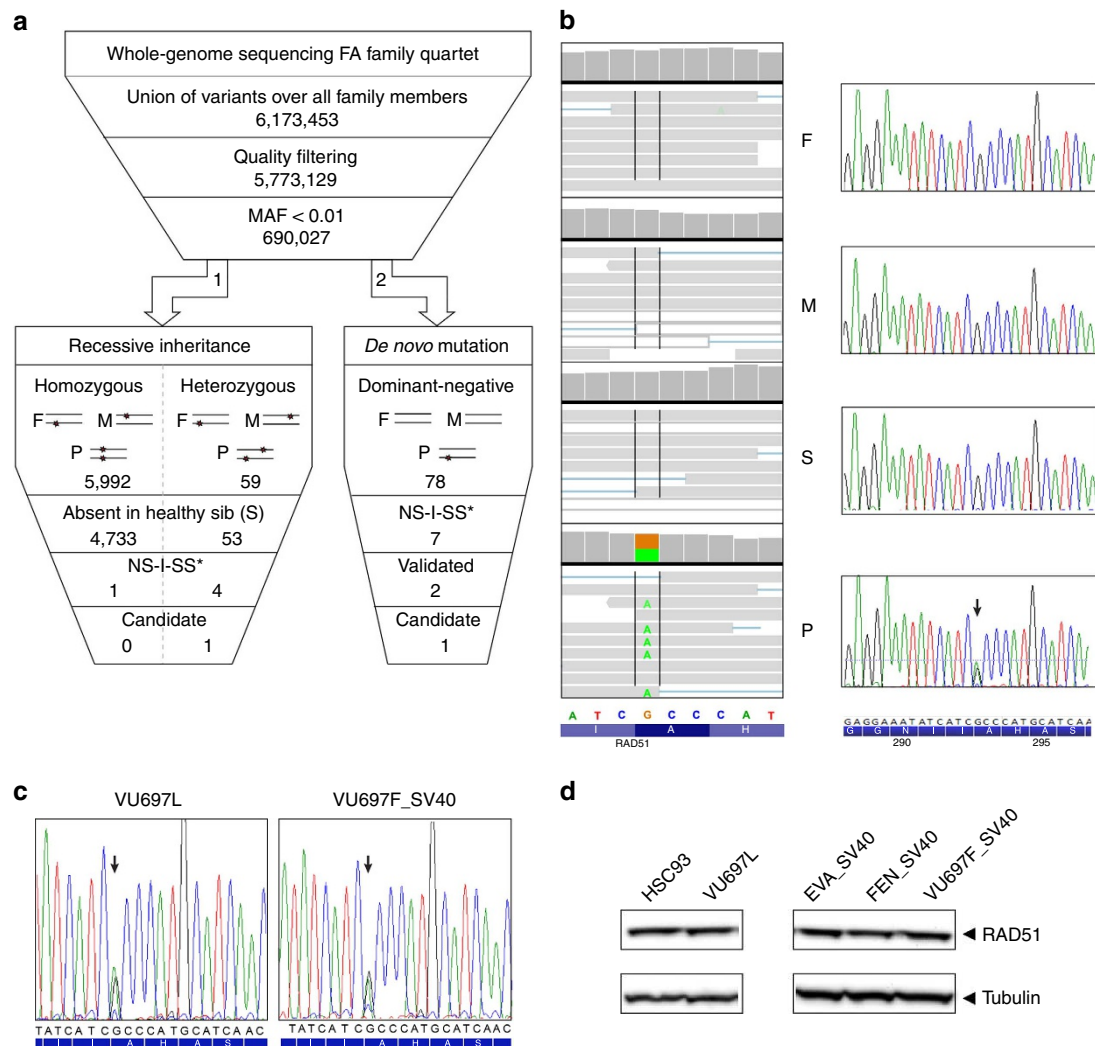 a
Whole-genome sequencing FA family quartet
Union of variants over all family members
6,173,453
Quality filtering
5,773,129
MAF < 0.01
690,027
1
2
Recessive inheritance
Homozygous
Heterozygous
F
M
F
M
P
P
5,992
59
Absent in healthy sib (S)
4,733
53
NS-I-SS*
1
4
Candidate
0
1
De novo mutation
Dominant-negative
F
M
P
78
NS-I-SS*
7
Validated
2
Candidate
1
b
A
A
A
A
A
A
A T C G C C C A T
I A H
RAD51
F
M
S
P
GAGGAAATATCATCGCCCATGCATCAA
G G N I I A H A S
290 295
c
VU697L
VU697F_SV40
TATCATCGCCCATGCATCAAC
I I A H A S
TATCATCGCCCATGCATCAAC
I I A H A S
d
HSC93
VU697L
EVA_SV40
FEN_SV40
VU697F_SV40
RAD51
Tubulin